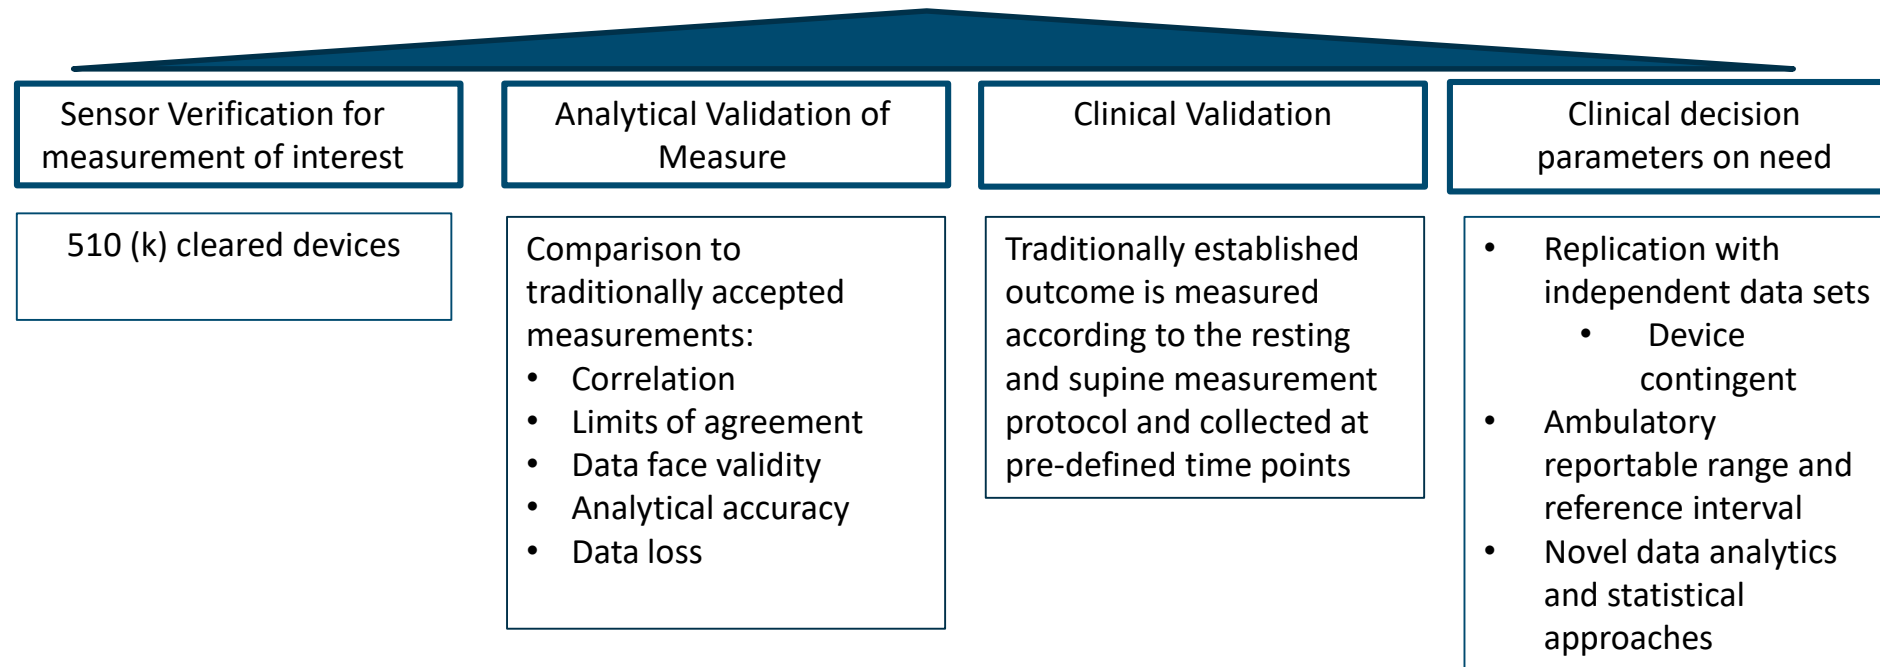 Sensor Verification for
measurement of interest
510 (k) cleared devices
Analytical Validation of
Measure
Comparison to
traditionally accepted
measurements:
• Correlation
• Limits of agreement
• Data face validity
• Analytical accuracy
• Data loss
Clinical Validation
Traditionally established
outcome is measured
according to the resting
and supine measurement
protocol and collected at
pre-defined time points
Clinical decision
parameters on need
• Replication with
independent data sets
• Device
contingent
• Ambulatory
reportable range and
reference interval
• Novel data analytics
and statistical
approaches